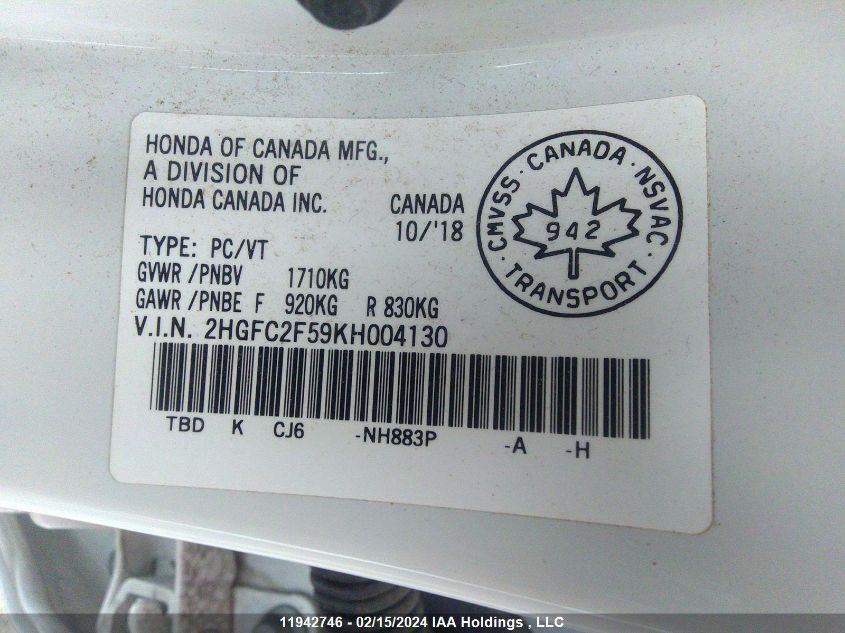 HONDA OF CANADA MFG.,
A DIVISION OF
HONDA CANADA INC.
CANADA
10/'18
TYPE: PC/VT
GVWR /PNBV 1710KG
GAWR /PNBE F 920KG R 830KG
V.I.N. 2HGFC2F59KH004130
TBD K CJ6 -NH883P -A -H
CMVSS · CANADA · NSVAC · TRANSPORT ·
942
11942746 - 02/15/2024 IAA Holdings , LLC